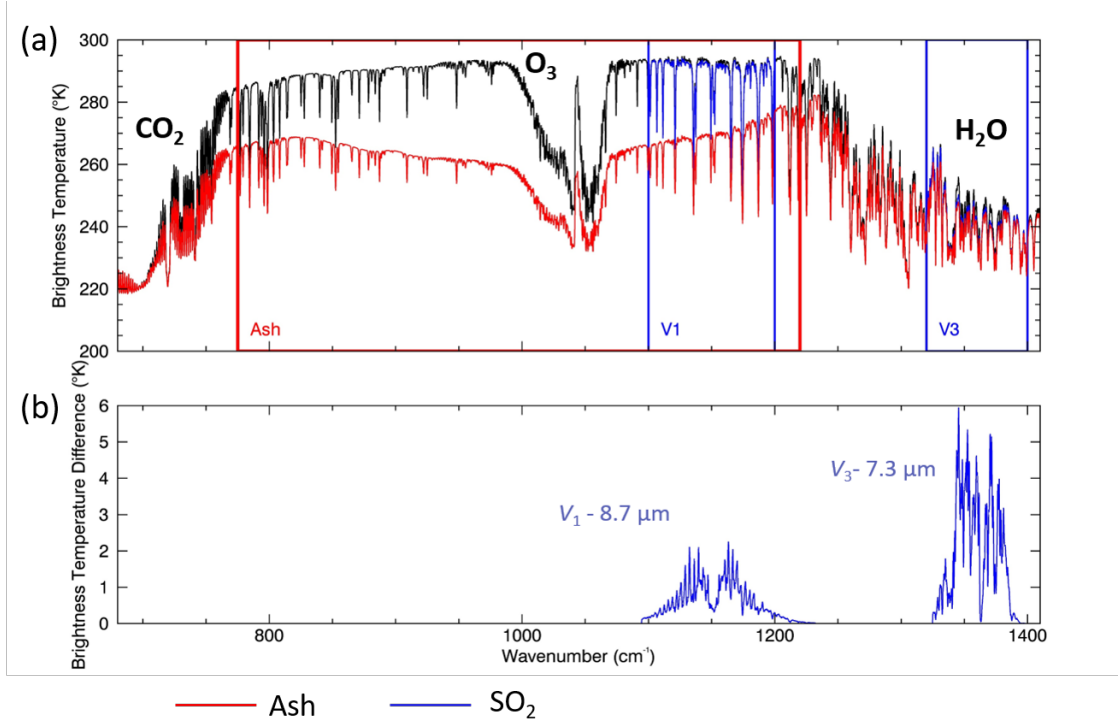 (a)
Brightness Temperature (°K)
300
280
260
240
220
200
CO₂
O₃
H₂O
Ash
V1
V3
(b)
Brightness Temperature Difference (°K)
6
5
4
3
2
1
0
V₁ - 8.7 µm
V₃- 7.3 µm
800
1000
1200
1400
Wavenumber (cm⁻¹)
Ash
SO₂